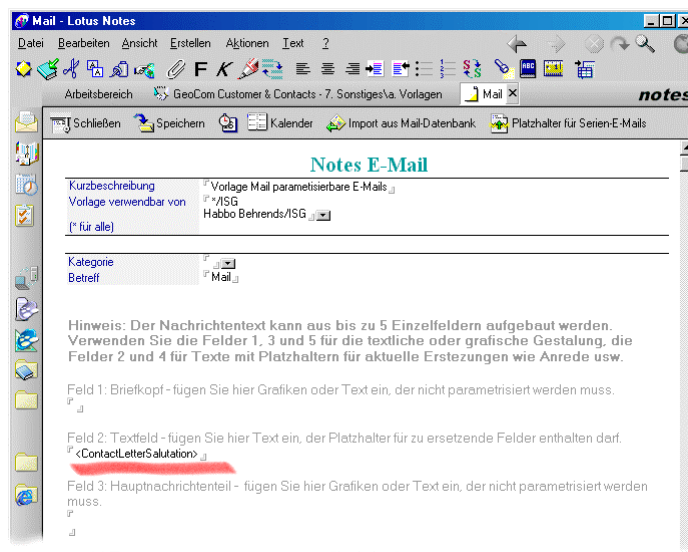 Mail - Lotus Notes
Datei Bearbeiten Ansicht Erstellen Aktionen Text ?
F K
ABC
Arbeitsbereich GeoCom Customer & Contacts - 7. Sonstiges\a. Vorlagen Mail notes
Schließen Speichern Kalender Import aus Mail-Datenbank Platzhalter für Serien-E-Mails
Notes E-Mail
Kurzbeschreibung Vorlage Mail parametisierbare E-Mails
Vorlage verwendbar von */ISG
Habbo Behrends/ISG
(* für alle)
Kategorie
Betreff Mail
Hinweis: Der Nachrichtentext kann aus bis zu 5 Einzelfeldern aufgebaut werden.
Verwenden Sie die Felder 1, 3 und 5 für die textliche oder grafische Gestalung, die
Felder 2 und 4 für Texte mit Platzhaltern für aktuelle Erstezungen wie Anrede usw.
Feld 1: Briefkopf - fügen Sie hier Grafiken oder Text ein, der nicht parametrisiert werden muss.
Feld 2: Textfeld - fügen Sie hier Text ein, der Platzhalter für zu ersetzende Felder enthalten darf.
<ContactLetterSalutation>
Feld 3: Hauptnachrichtenteil - fügen Sie hier Grafiken oder Text ein, der nicht parametrisiert werden
muss.